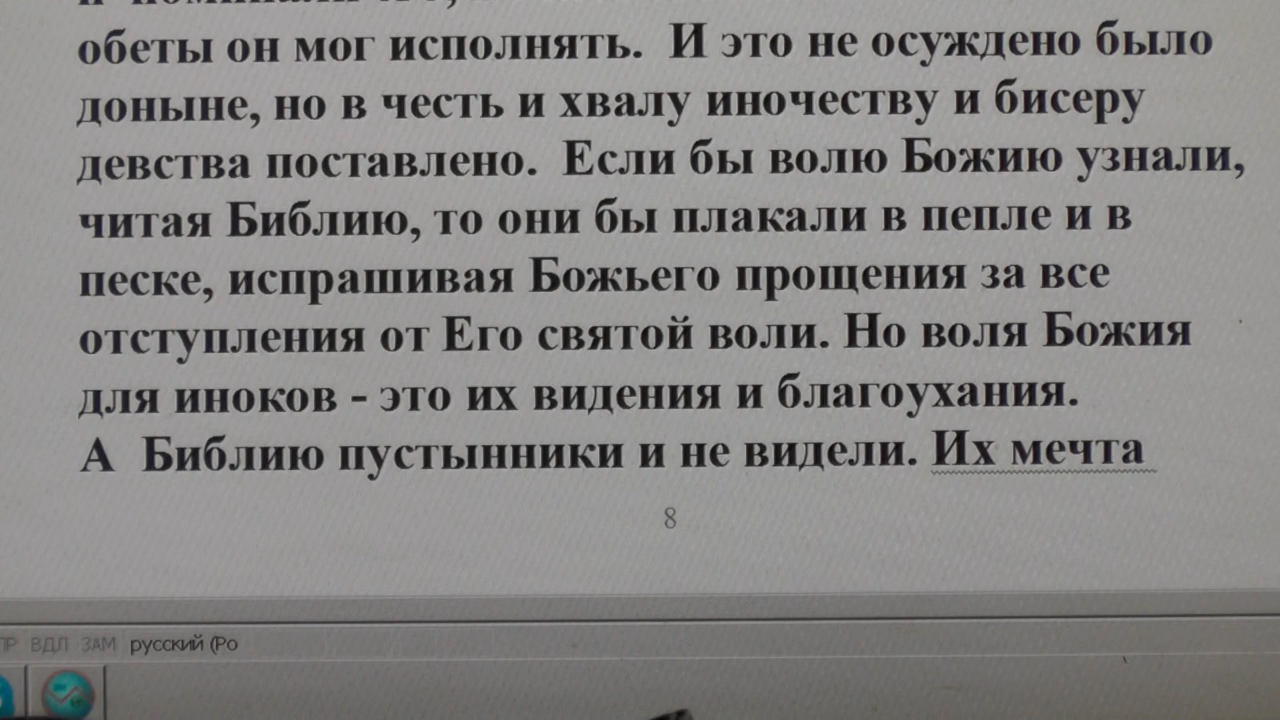 обеты он мог исполнять.  И это не осуждено было
доныне, но в честь и хвалу иночеству и бисеру
девства поставлено.  Если бы волю Божию узнали,
читая Библию, то они бы плакали в пепле и в
песке, испрашивая Божьего прощения за все
отступления от Его святой воли. Но воля Божия
для иноков - это их видения и благоухания.
А  Библию пустынники и не видели. Их мечта
8
ВДЛ ЗАМ русский (Ро